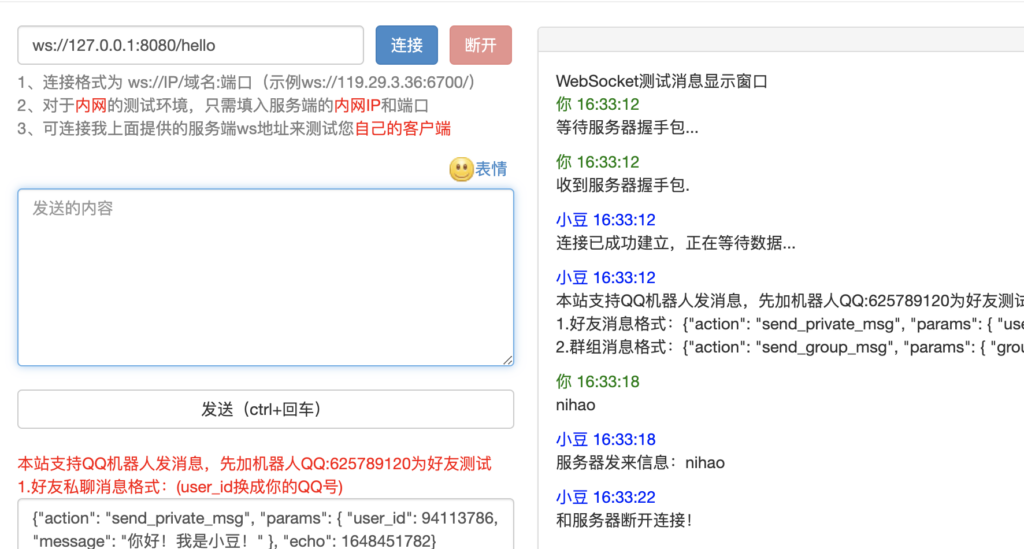 ws://127.0.0.1:8080/hello
连接
断开
1、连接格式为 ws://IP/域名:端口（示例ws://119.29.3.36:6700/）
2、对于内网的测试环境，只需填入服务端的内网IP和端口
3、可连接我上面提供的服务端ws地址来测试您自己的客户端
表情
发送的内容
发送（ctrl+回车）
本站支持QQ机器人发消息，先加机器人QQ:625789120为好友测试
1.好友私聊消息格式：(user_id换成你的QQ号)
{"action": "send_private_msg", "params": { "user_id": 94113786,
"message": "你好！我是小豆！" }, "echo": 1648451782}
WebSocket测试消息显示窗口
你 16:33:12
等待服务器握手包...
你 16:33:12
收到服务器握手包.
小豆 16:33:12
连接已成功建立，正在等待数据...
小豆 16:33:12
本站支持QQ机器人发消息，先加机器人QQ:625789120为好友测试
1.好友消息格式：{"action": "send_private_msg", "params": { "use
2.群组消息格式：{"action": "send_group_msg", "params": { "grou
你 16:33:18
nihao
小豆 16:33:18
服务器发来信息：nihao
小豆 16:33:22
和服务器断开连接！